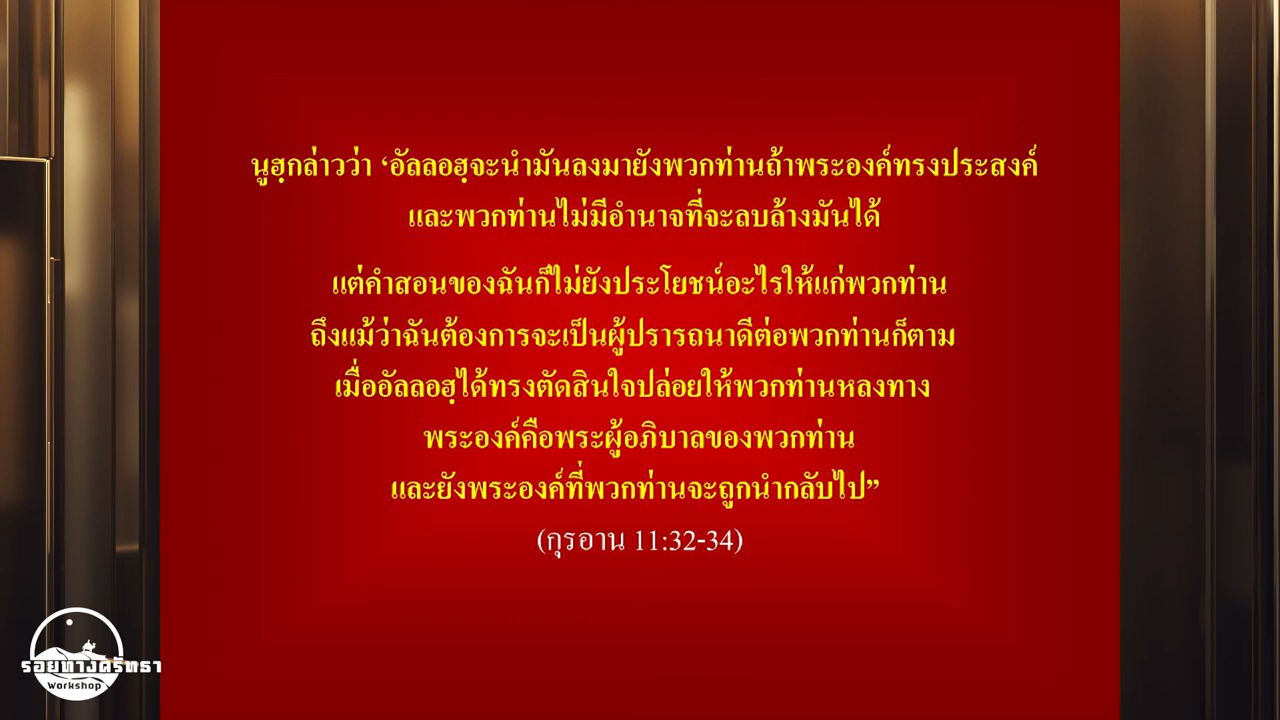 นูฮฺกล่าวว่า ‘อัลลอฮฺจะนำมันลงมายังพวกท่านถ้าพระองค์ทรงประสงค์
และพวกท่านไม่มีอำนาจที่จะลบล้างมันได้
แต่คำสอนของฉันก็ไม่ยังประโยชน์อะไรให้แก่พวกท่าน
ถึงแม้ว่าฉันต้องการจะเป็นผู้ปรารถนาดีต่อพวกท่านก็ตาม
เมื่ออัลลอฮฺได้ทรงตัดสินใจปล่อยให้พวกท่านหลงทาง
พระองค์คือพระผู้อภิบาลของพวกท่าน
และยังพระองค์ที่พวกท่านจะถูกนำกลับไป”
(กุรอาน 11:32-34)
รอยทางศรัทธา
Workshop